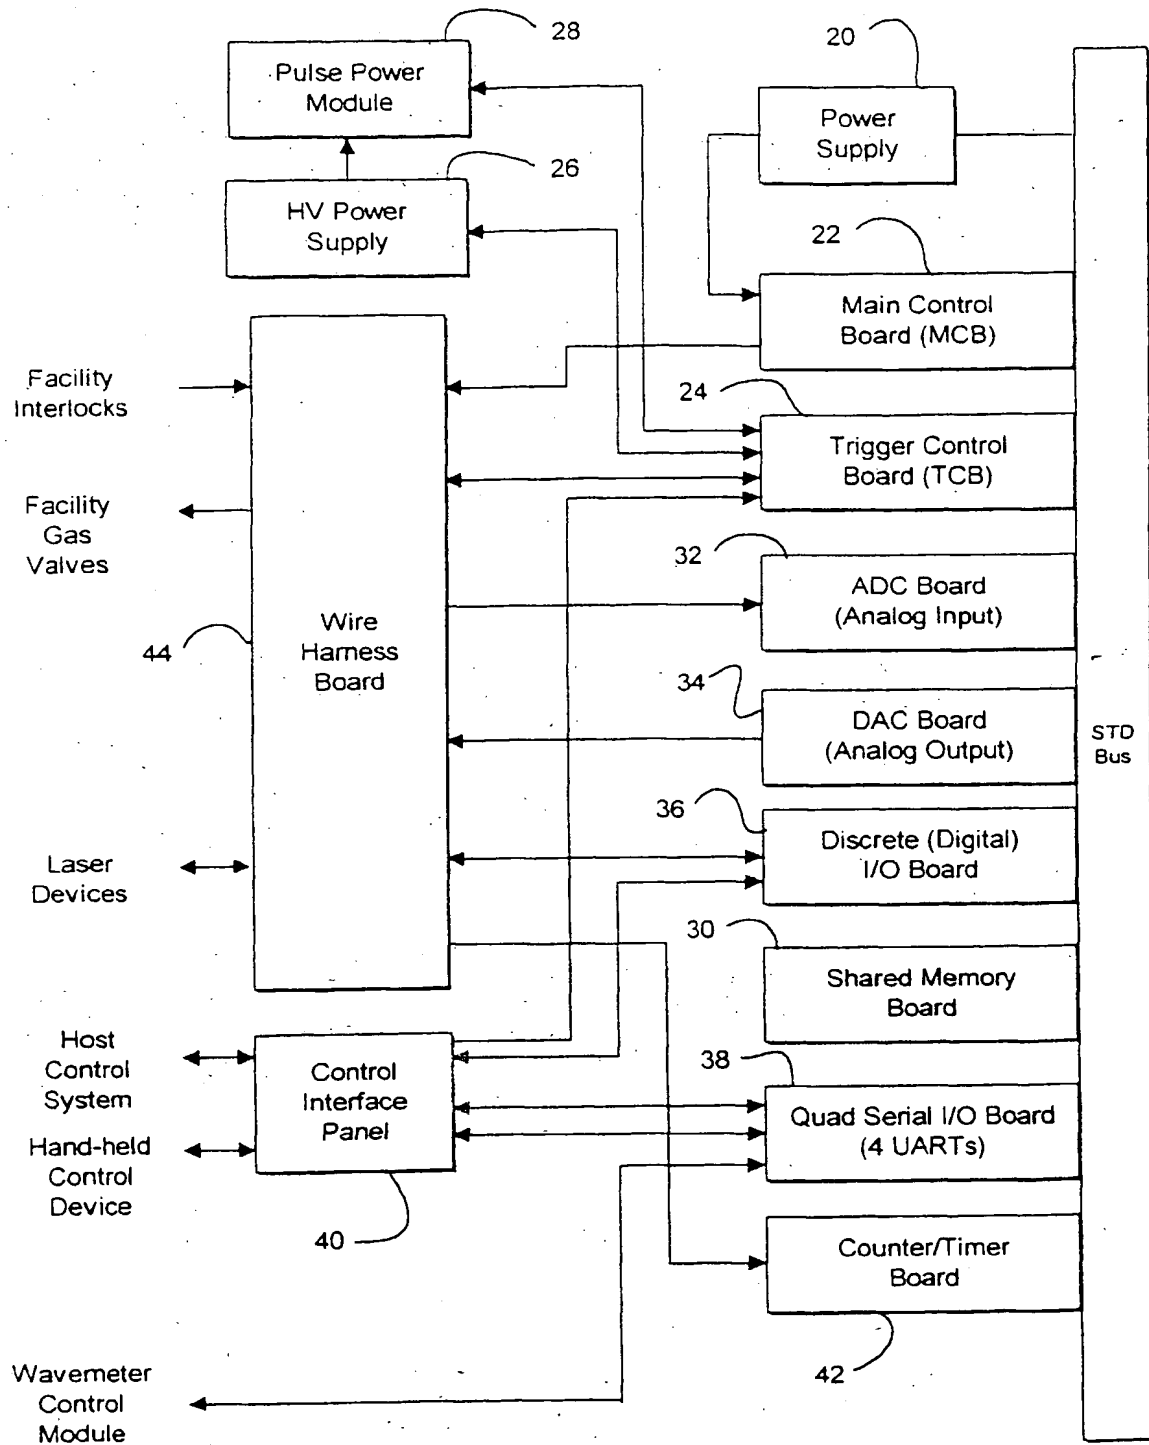 28
20
Pulse Power
Module
Power
Supply
26
HV Power
Supply
22
Main Control
Board (MCB)
Facility
Interlocks
24
Trigger Control
Board (TCB)
Facility
Gas
Valves
32
ADC Board
(Analog Input)
44
Wire
Harness
Board
34
DAC Board
(Analog Output)
STD
Bus
36
Discrete (Digital)
I/O Board
Laser
Devices
30
Shared Memory
Board
Host
Control
System
Control
Interface
Panel
38
Quad Serial I/O Board
(4 UARTs)
Hand-held
Control
Device
40
Counter/Timer
Board
42
Wavemeter
Control
Module